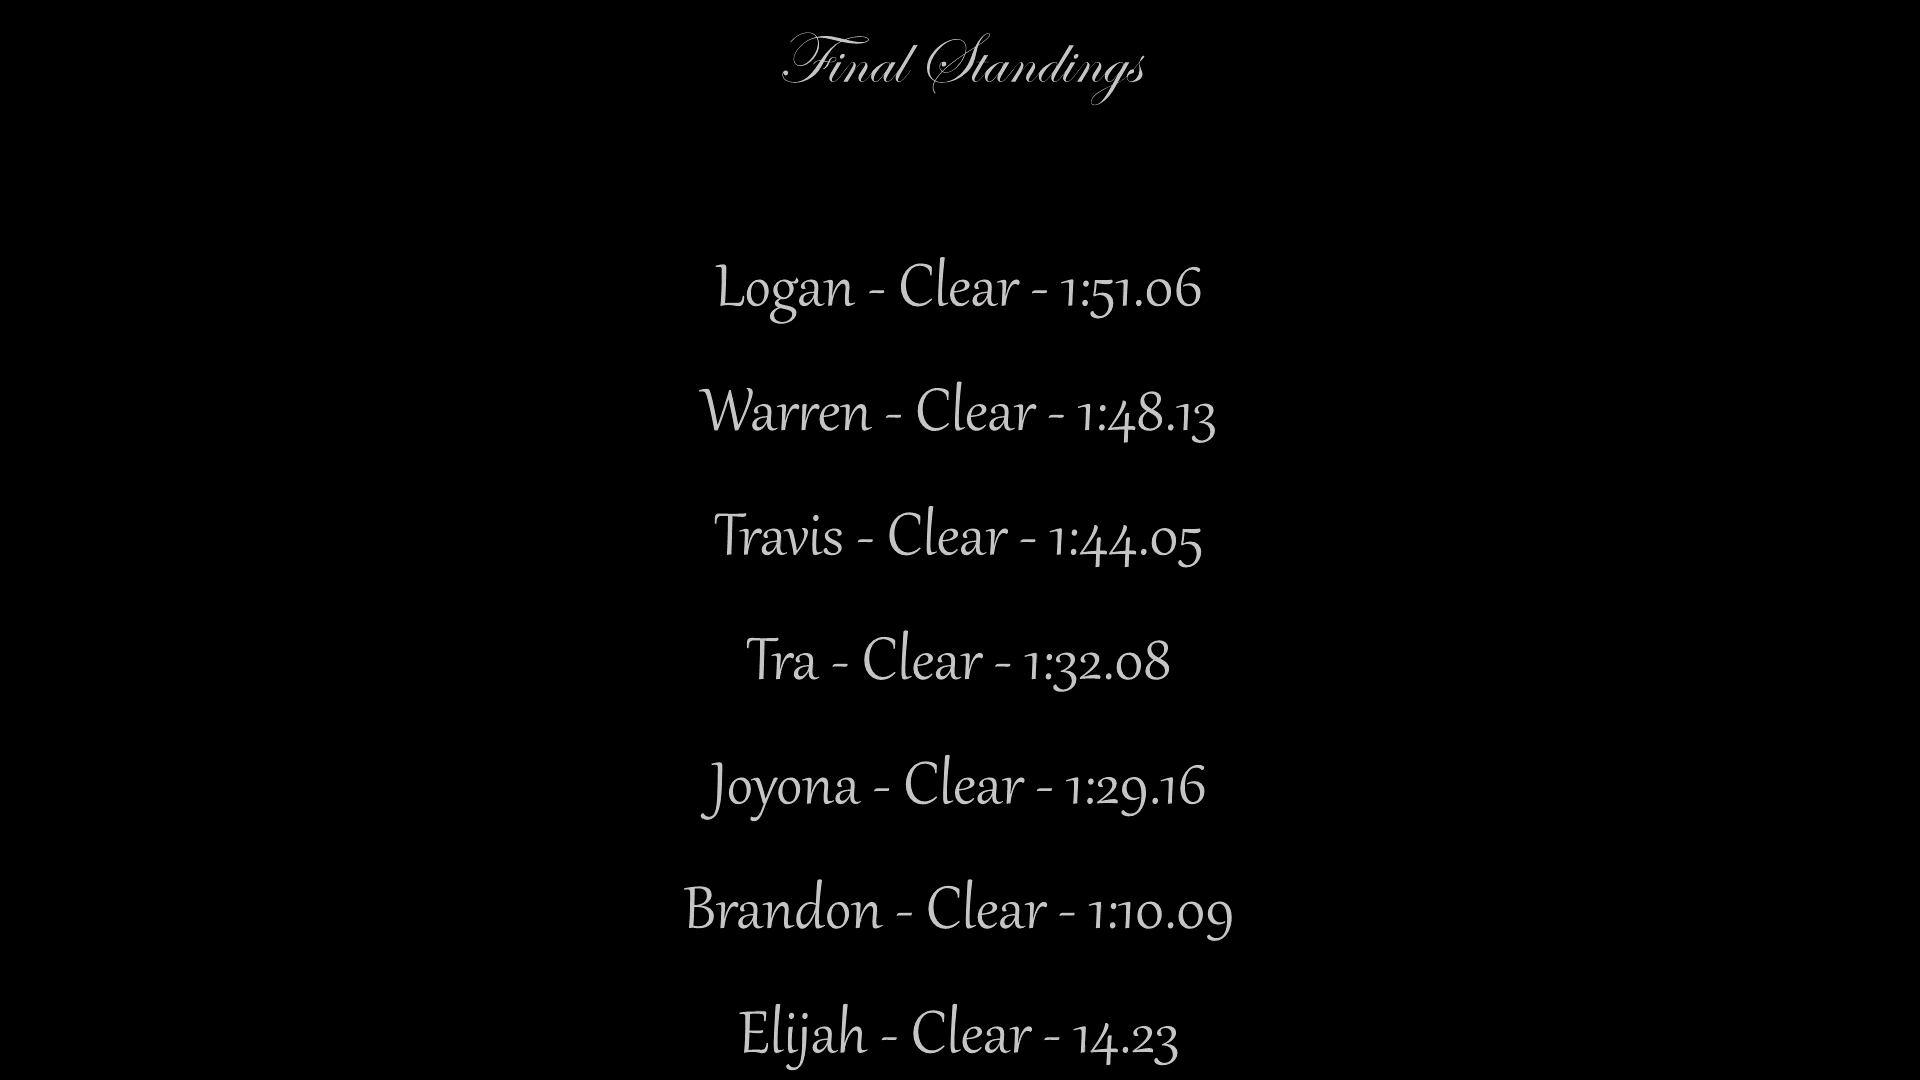 Final Standings
Logan - Clear - 1:51.06
Warren - Clear - 1:48.13
Travis - Clear - 1:44.05
Tra - Clear - 1:32.08
Joyona - Clear - 1:29.16
Brandon - Clear - 1:10.09
Elijah - Clear - 14.23